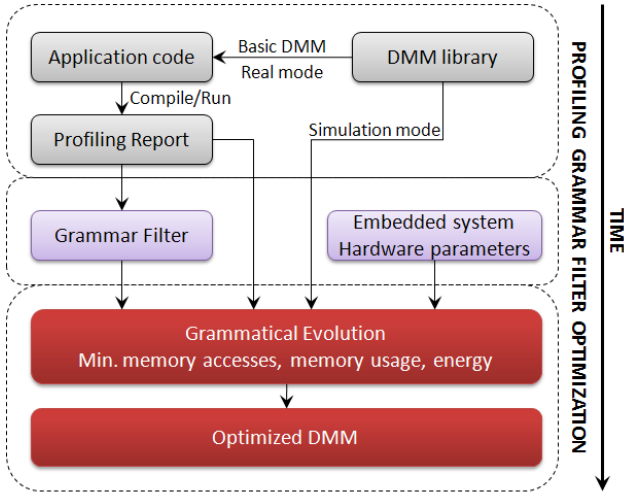 Application code
Basic DMM
Real mode
DMM library
Compile/Run
Simulation mode
Profiling Report
Grammar Filter
Embedded system
Hardware parameters
Grammatical Evolution
Min. memory accesses, memory usage, energy
Optimized DMM
PROFILING GRAMMAR FILTER OPTIMIZATION
TIME